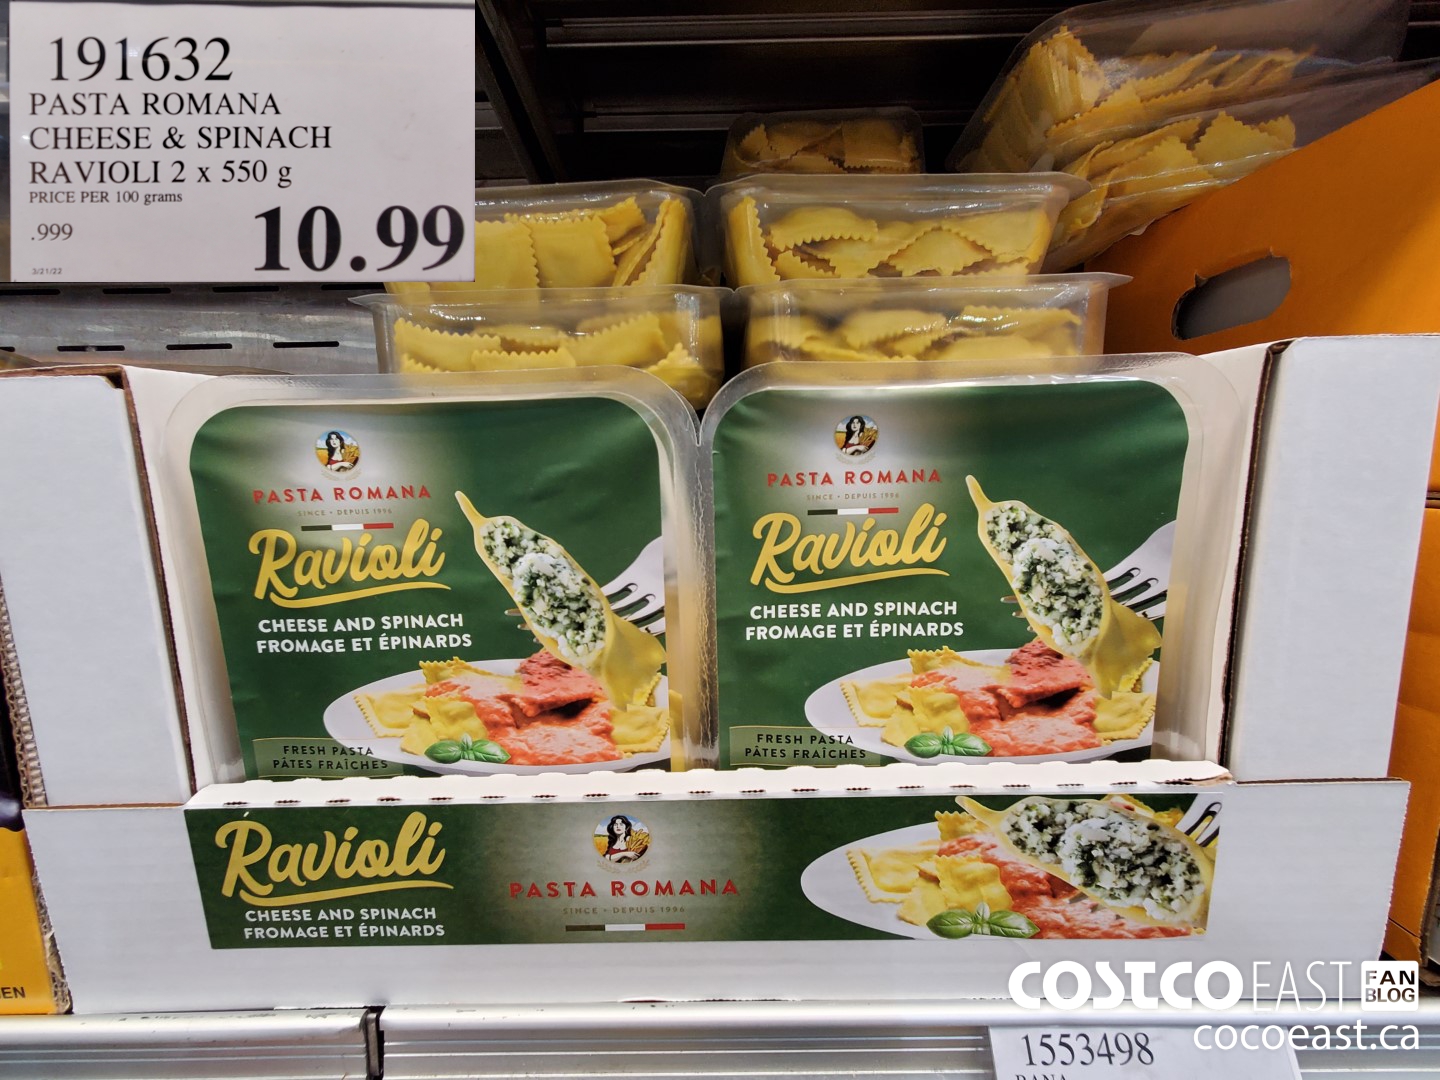 191632
PASTA ROMANA
CHEESE & SPINACH
RAVIOLI 2 x 550 g
PRICE PER 100 grams
.999
10.99
3/21/22
PASTA ROMANA
SINCE • DEPUIS 1996
Ravioli
CHEESE AND SPINACH
FROMAGE ET ÉPINARDS
FRESH PASTA
PÂTES FRAÎCHES
PASTA ROMANA
SINCE • DEPUIS 1996
Ravioli
CHEESE AND SPINACH
FROMAGE ET ÉPINARDS
FRESH PASTA
PÂTES FRAÎCHES
Ravioli
CHEESE AND SPINACH
FROMAGE ET ÉPINARDS
PASTA ROMANA
SINCE • DEPUIS 1996
COSTCO EAST FAN BLOG
cocoeast.ca
1553498